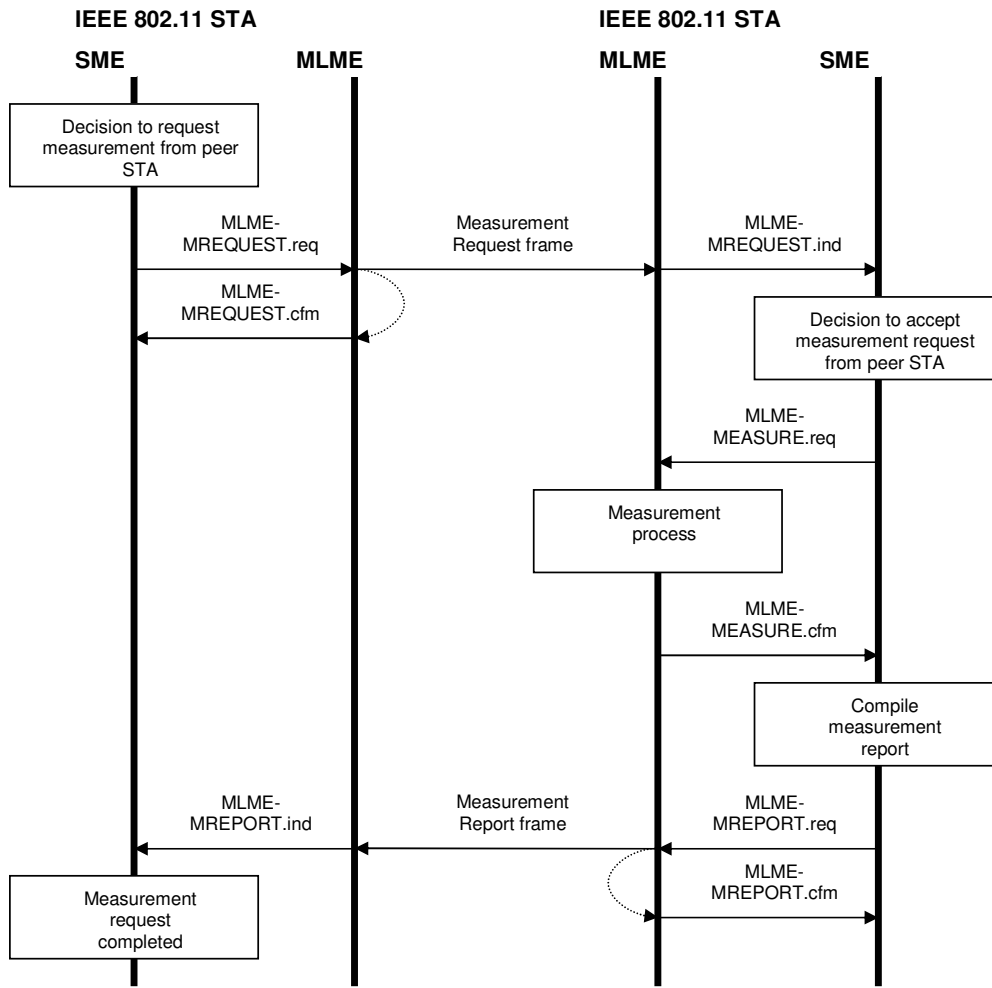 IEEE 802.11 STA
IEEE 802.11 STA
SME
MLME
MLME
SME
Decision to request
measurement from peer
STA
MLME-
MREQUEST.req
Measurement
Request frame
MLME-
MREQUEST.ind
MLME-
MREQUEST.cfm
Decision to accept
measurement request
from peer STA
MLME-
MEASURE.req
Measurement
process
MLME-
MEASURE.cfm
Compile
measurement
report
MLME-
MREPORT.ind
Measurement
Report frame
MLME-
MREPORT.req
MLME-
MREPORT.cfm
Measurement
request
completed